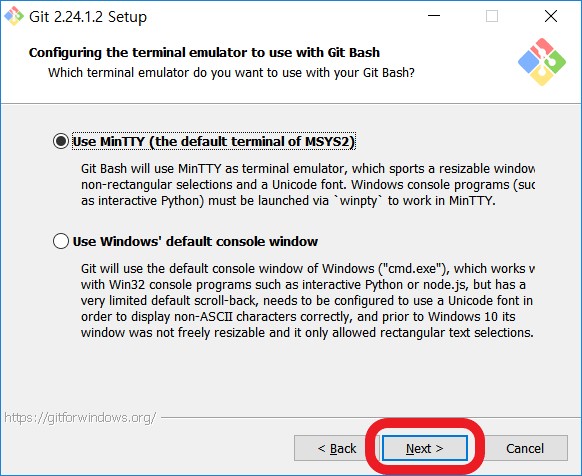 Git 2.24.1.2 Setup
Configuring the terminal emulator to use with Git Bash
Which terminal emulator do you want to use with your Git Bash?
Use MinTTY (the default terminal of MSYS2)
Git Bash will use MinTTY as terminal emulator, which sports a resizable window
non-rectangular selections and a Unicode font. Windows console programs (suc
as interactive Python) must be launched via `winpty` to work in MinTTY.
Use Windows' default console window
Git will use the default console window of Windows ("cmd.exe"), which works w
with Win32 console programs such as interactive Python or node.js, but has a
very limited default scroll-back, needs to be configured to use a Unicode font in
order to display non-ASCII characters correctly, and prior to Windows 10 its
window was not freely resizable and it only allowed rectangular text selections.
https://gitforwindows.org/
< Back
Next >
Cancel